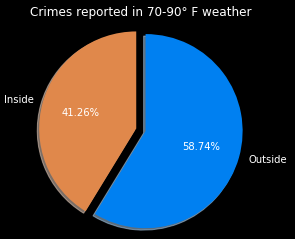 Crimes reported in 70-90° F weather
Inside
41.26%
58.74%
Outside